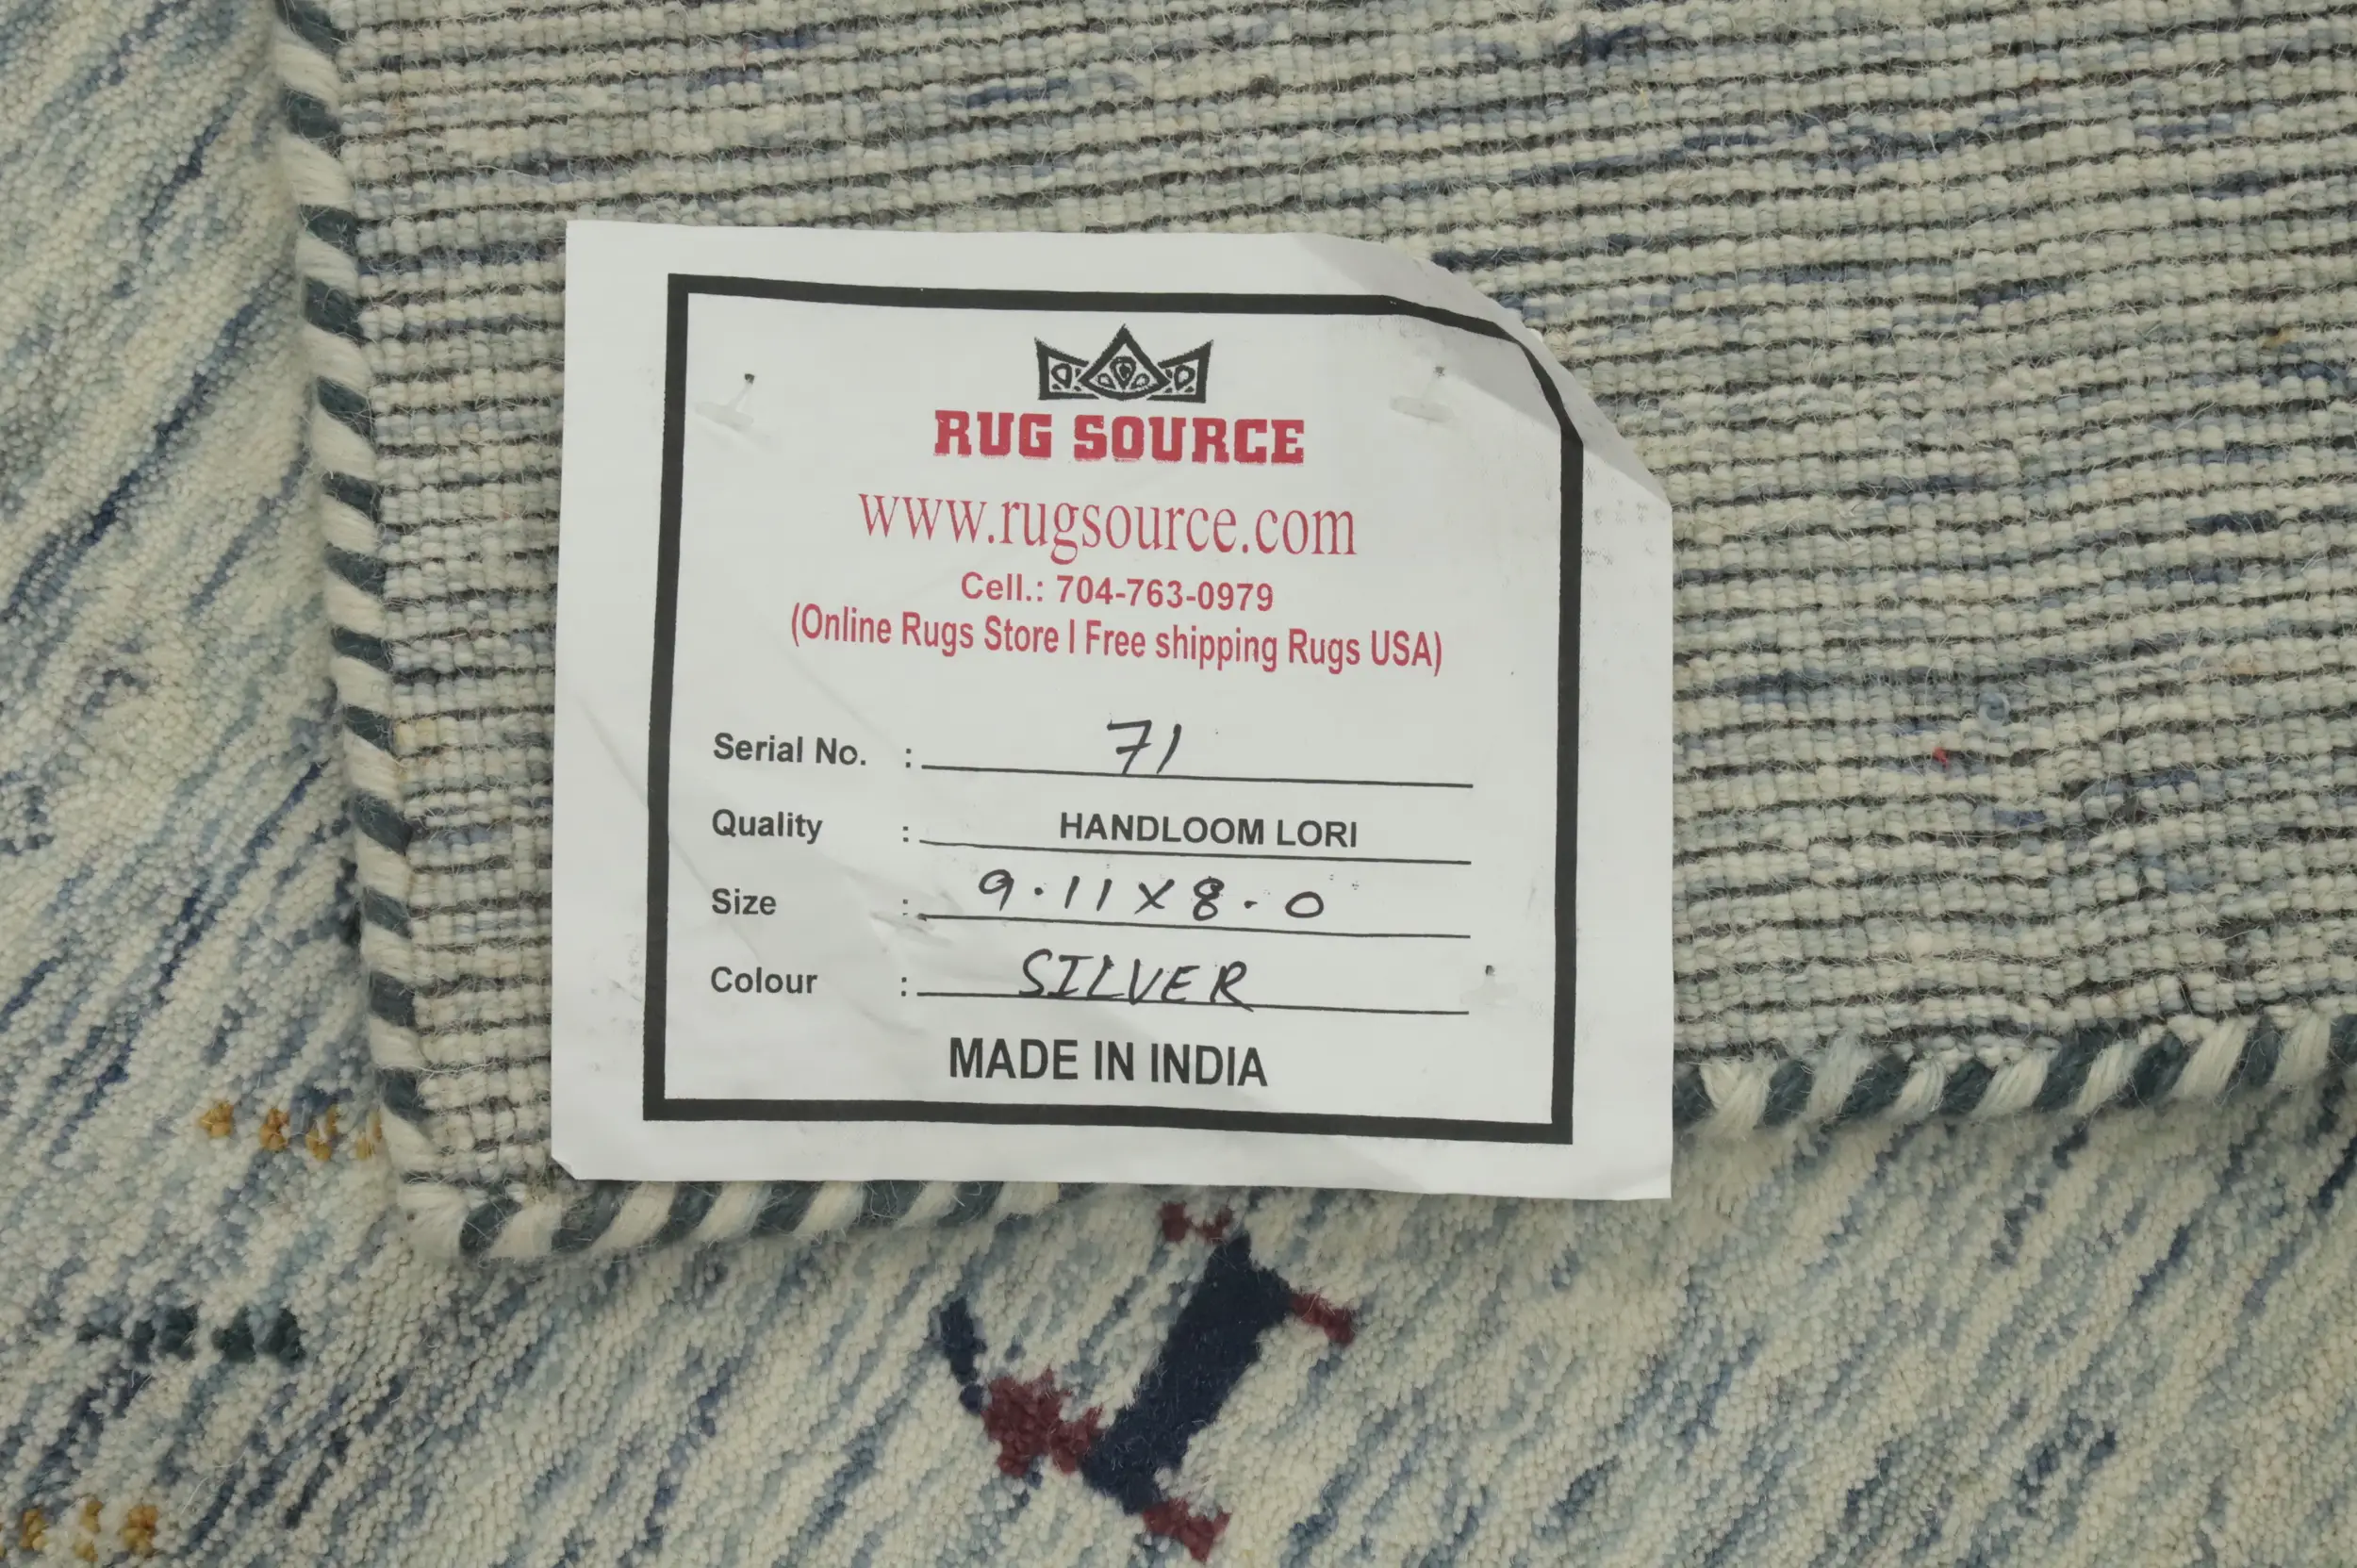 RUG SOURCE
www.rugsource.com
Cell.: 704-763-0979
(Online Rugs Store I Free shipping Rugs USA)
Serial No. : 71
Quality : HANDLOOM LORI
Size : 9.11X8.0
Colour : SILVER
MADE IN INDIA